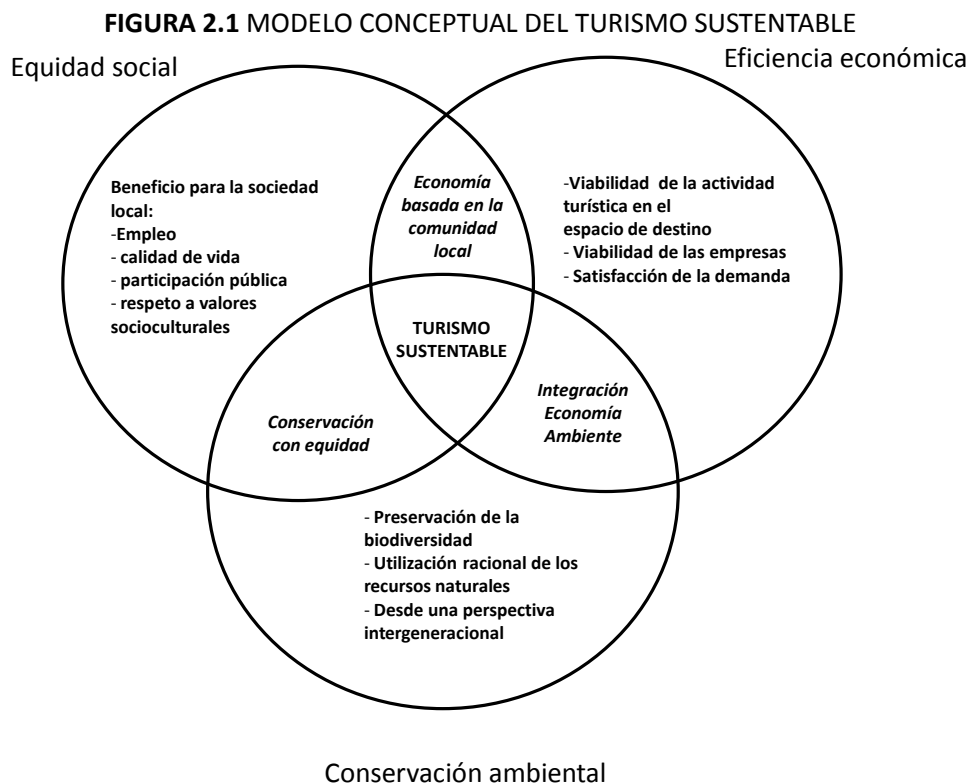 FIGURA 2.1 MODELO CONCEPTUAL DEL TURISMO SUSTENTABLE
Equidad social
Eficiencia económica
Beneficio para la sociedad
local:
-Empleo
- calidad de vida
- participación pública
- respeto a valores
socioculturales
Economía
basada en la
comunidad
local
-Viabilidad de la actividad
turística en el
espacio de destino
- Viabilidad de las empresas
- Satisfacción de la demanda
TURISMO
SUSTENTABLE
Conservación
con equidad
Integración
Economía
Ambiente
- Preservación de la
biodiversidad
- Utilización racional de los
recursos naturales
- Desde una perspectiva
intergeneracional
Conservación ambiental